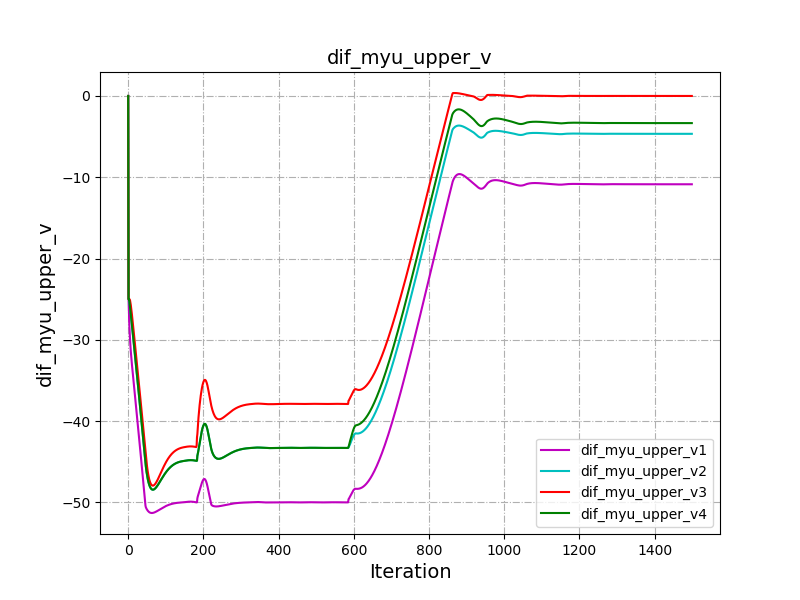 dif_myu_upper_v
dif_myu_upper_v
0
−10
−20
−30
−40
−50
0 200 400 600 800 1000 1200 1400
Iteration
dif_myu_upper_v1
dif_myu_upper_v2
dif_myu_upper_v3
dif_myu_upper_v4